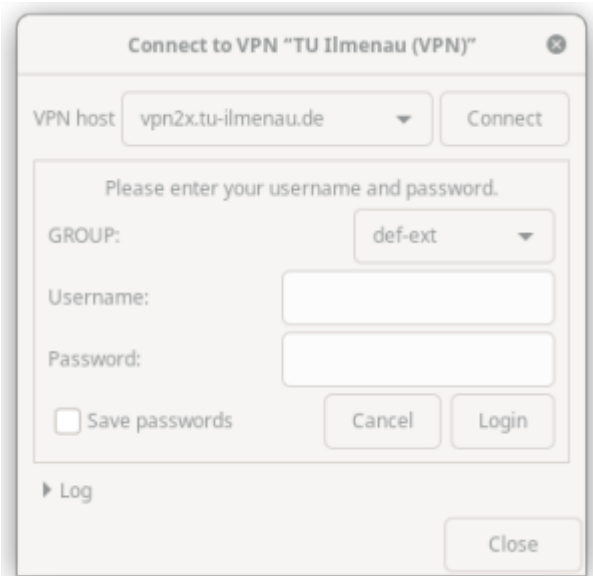 Connect to VPN “TU Ilmenau (VPN)”
VPN host vpn2x.tu-ilmenau.de Connect
Please enter your username and password.
GROUP: def-ext
Username:
Password:
Save passwords Cancel Login
Log
Close